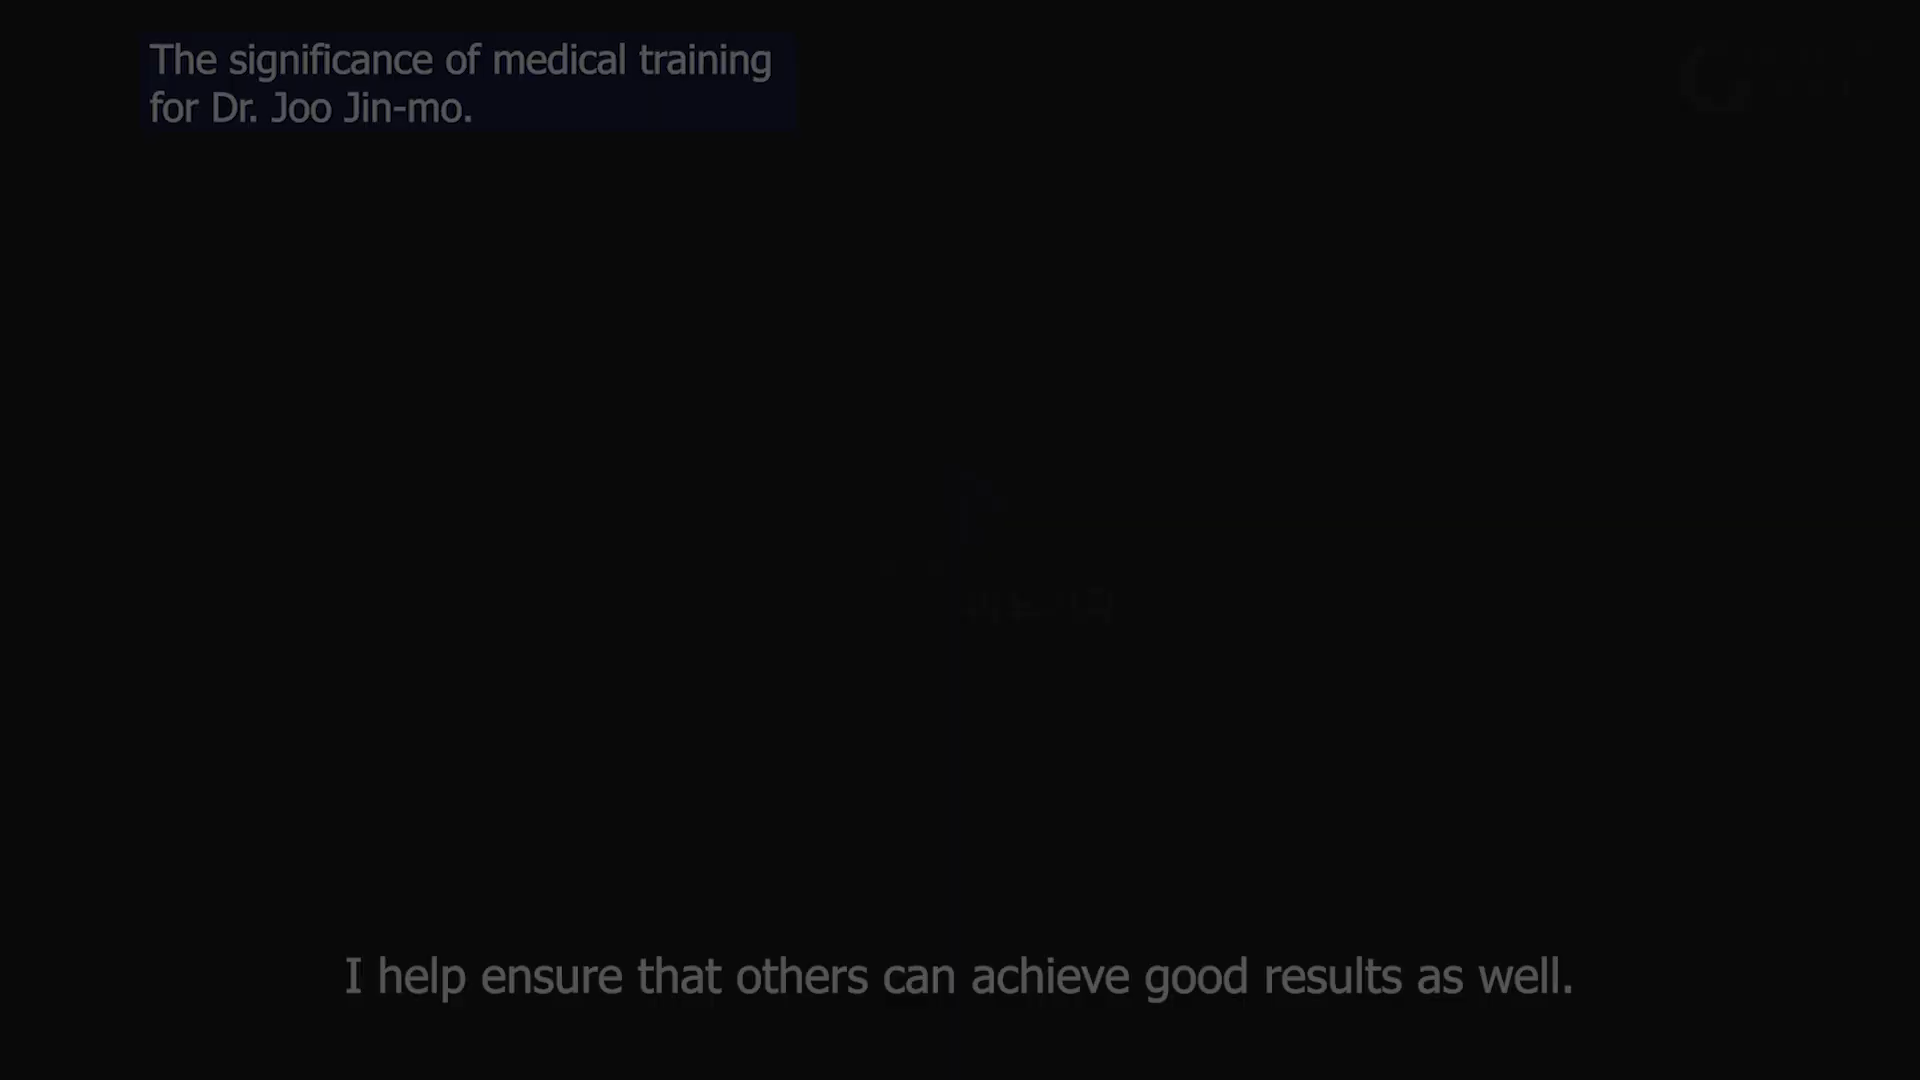 The significance of medical training
for Dr. Joo Jin-mo.
I help ensure that others can achieve good results as well.